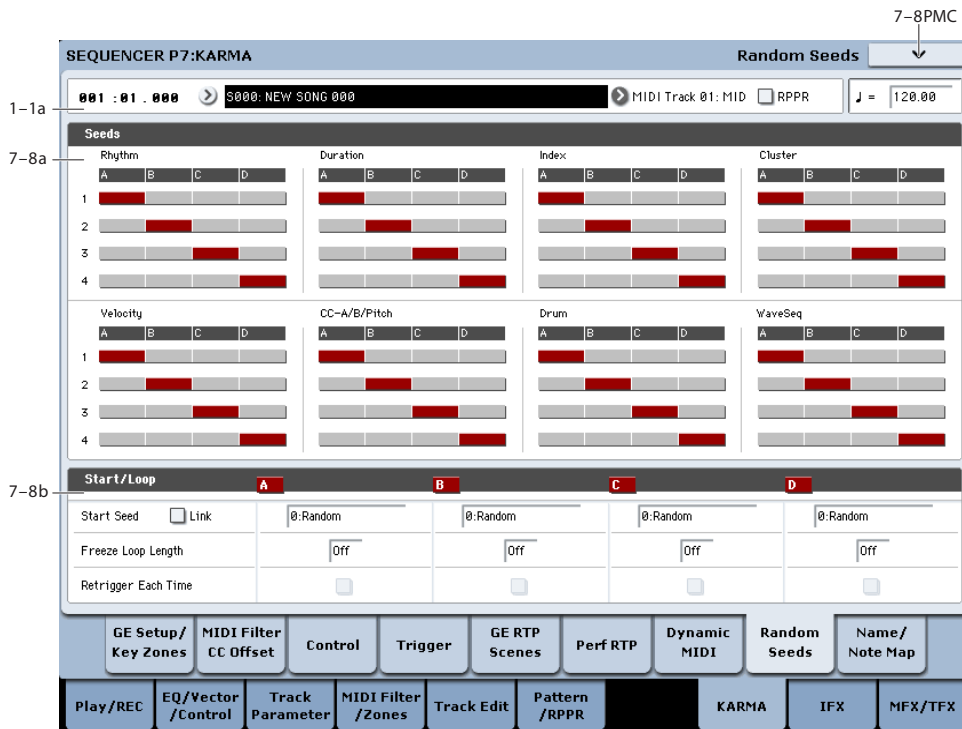 7–8PMC
SEQUENCER P7:KARMA
Random Seeds
1–1a
001 :01 . 000
S000: NEW SONG 000
MIDI Track 01: MID
RPPR
♩ = 120.00
7–8a
Seeds
Rhythm Duration Index Cluster
A B C D A B C D A B C D A B C D
1
2
3
4
Velocity CC-A/B/Pitch Drum WaveSeq
A B C D A B C D A B C D A B C D
1
2
3
4
7–8b
Start/Loop A B C D
Start Seed Link 0:Random 0:Random 0:Random 0:Random
Freeze Loop Length Off Off Off Off
Retrigger Each Time
GE Setup/
Key Zones
MIDI Filter
CC Offset
Control
Trigger
GE RTP
Scenes
Perf RTP
Dynamic
MIDI
Random
Seeds
Name/
Note Map
Play/REC
EQ/Vector
/Control
Track
Parameter
MIDI Filter
/Zones
Track Edit
Pattern
/RPPR
KARMA
IFX
MFX/TFX